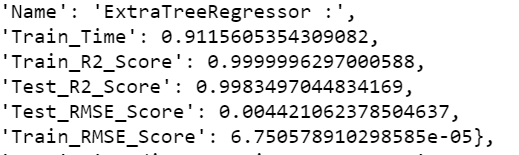 'Name': 'ExtraTreeRegressor :',
'Train_Time': 0.9115605354309082,
'Train_R2_Score': 0.9999996297000588,
'Test_R2_Score': 0.9983497044834169,
'Test_RMSE_Score': 0.004421062378504637,
'Train_RMSE_Score': 6.750578910298585e-05},